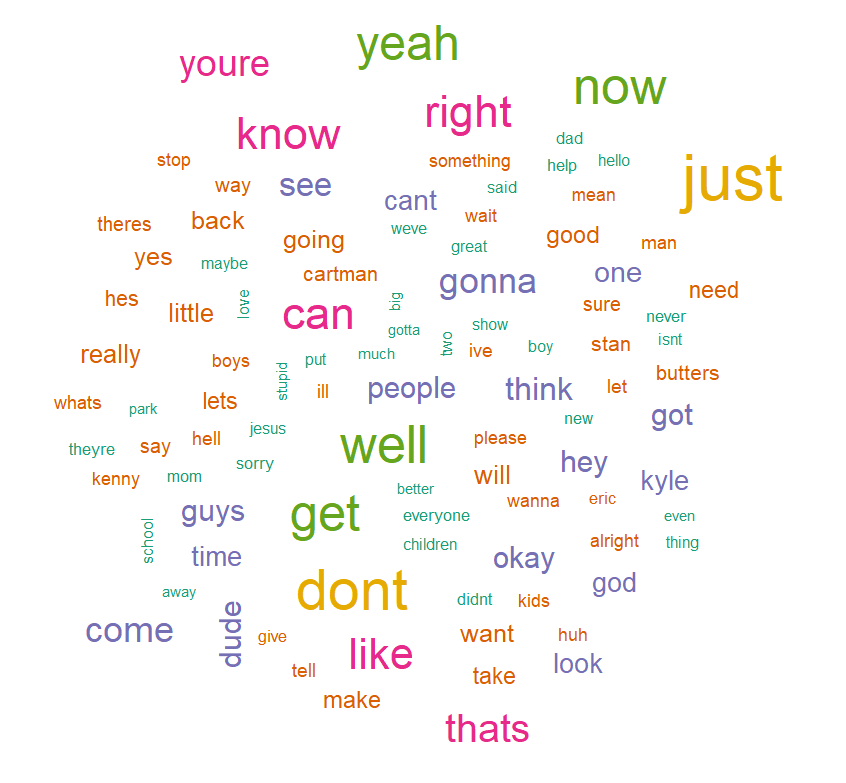 yeah
youre
now
right
know
dad
something
stop
help
hello
just
way
see
said
mean
cant
wait
theres
back
weve
good
going
great
man
yes
maybe
cartman
gonna
one
need
hes
love
big
little
can
sure
never
gotta
show
isnt
two
boy
stan
really
boys
put
much
ive
stupid
ill
people
think
let
butters
whats
park
lets
new
got
theyre
say
hell
jesus
well
please
kenny
mom
sorry
will
hey
kyle
better
wanna
eric
guys
get
everyone
even
school
time
children
okay
alright
thing
away
dont
didnt
kids
god
come
dude
give
like
want
huh
tell
take
look
make
thats